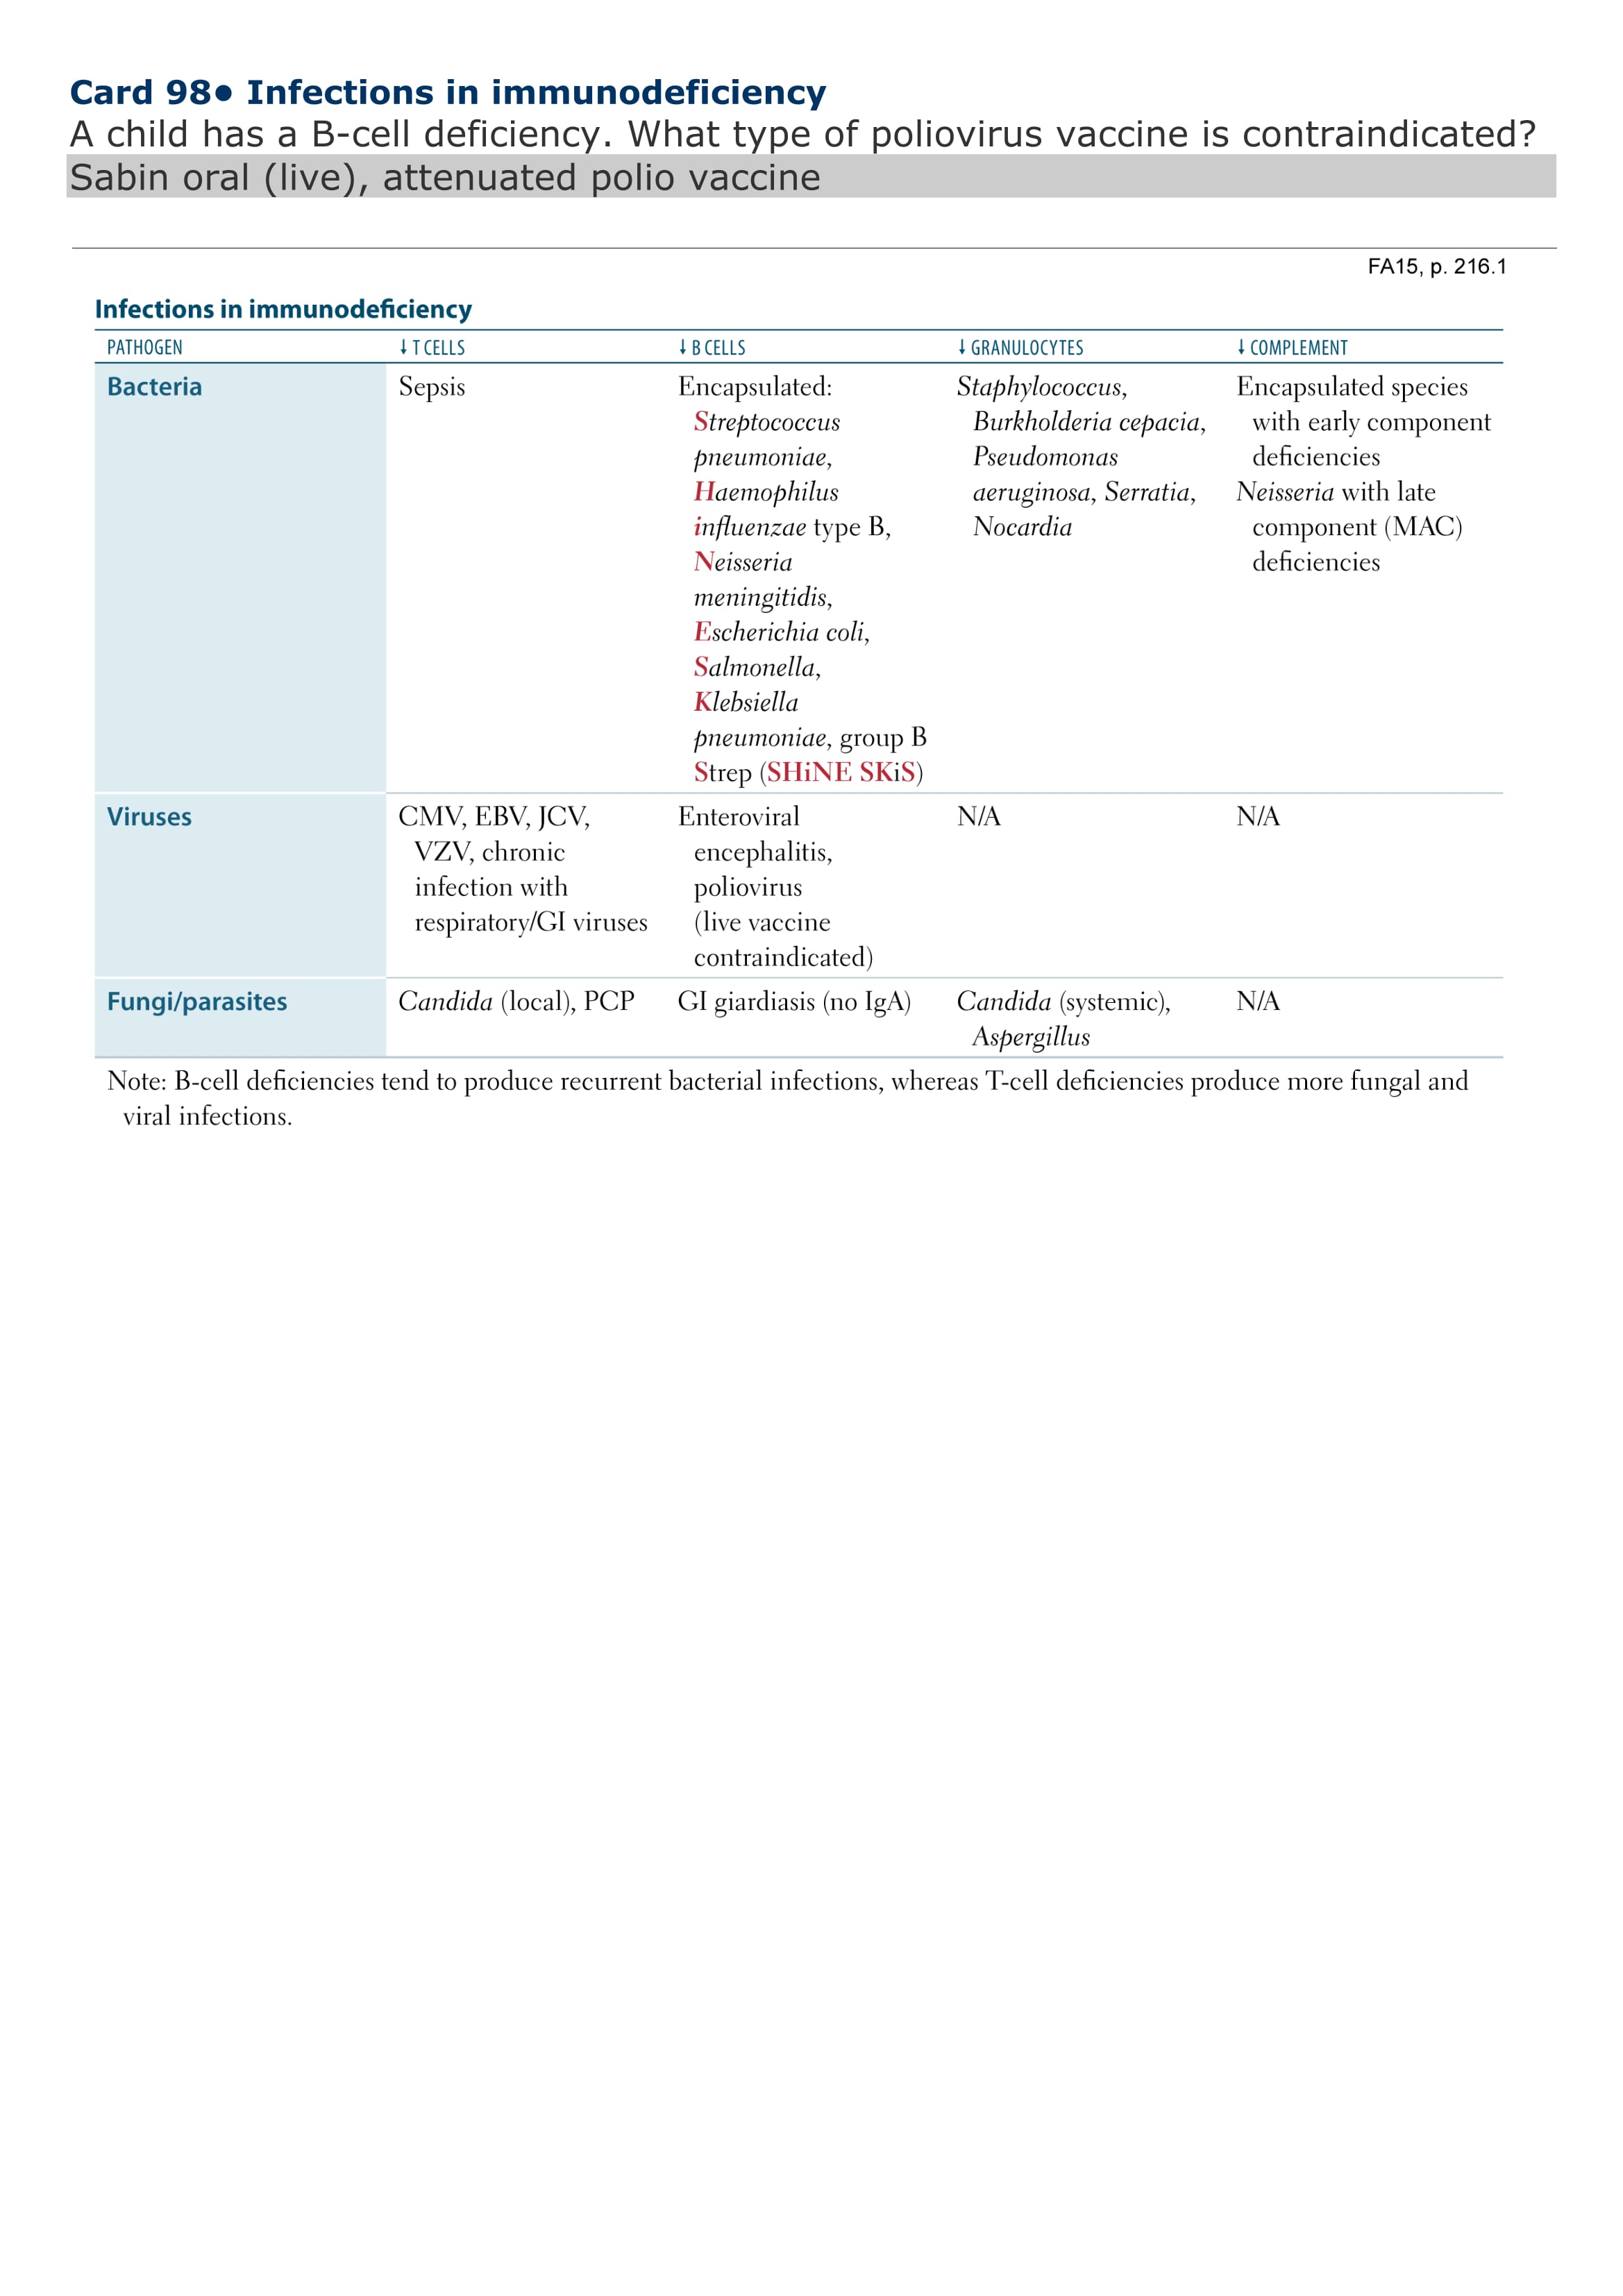 Card 98● Infections in immunodeficiency
A child has a B-cell deficiency. What type of poliovirus vaccine is contraindicated?
Sabin oral (live), attenuated polio vaccine
FA15, p. 216.1
Infections in immunodeficiency
PATHOGEN ↓ T CELLS ↓ B CELLS ↓ GRANULOCYTES ↓ COMPLEMENT
Bacteria
Sepsis
Encapsulated:
Streptococcus
pneumoniae,
Haemophilus
influenzae type B,
Neisseria
meningitidis,
Escherichia coli,
Salmonella,
Klebsiella
pneumoniae, group B
Strep (SHiNE SKiS)
Staphylococcus,
Burkholderia cepacia,
Pseudomonas
aeruginosa, Serratia,
Nocardia
Encapsulated species
with early component
deficiencies
Neisseria with late
component (MAC)
deficiencies
Viruses
CMV, EBV, JCV,
VZV, chronic
infection with
respiratory/GI viruses
Enteroviral
encephalitis,
poliovirus
(live vaccine
contraindicated)
N/A
N/A
Fungi/parasites
Candida (local), PCP
GI giardiasis (no IgA)
Candida (systemic),
Aspergillus
N/A
Note: B-cell deficiencies tend to produce recurrent bacterial infections, whereas T-cell deficiencies produce more fungal and
viral infections.